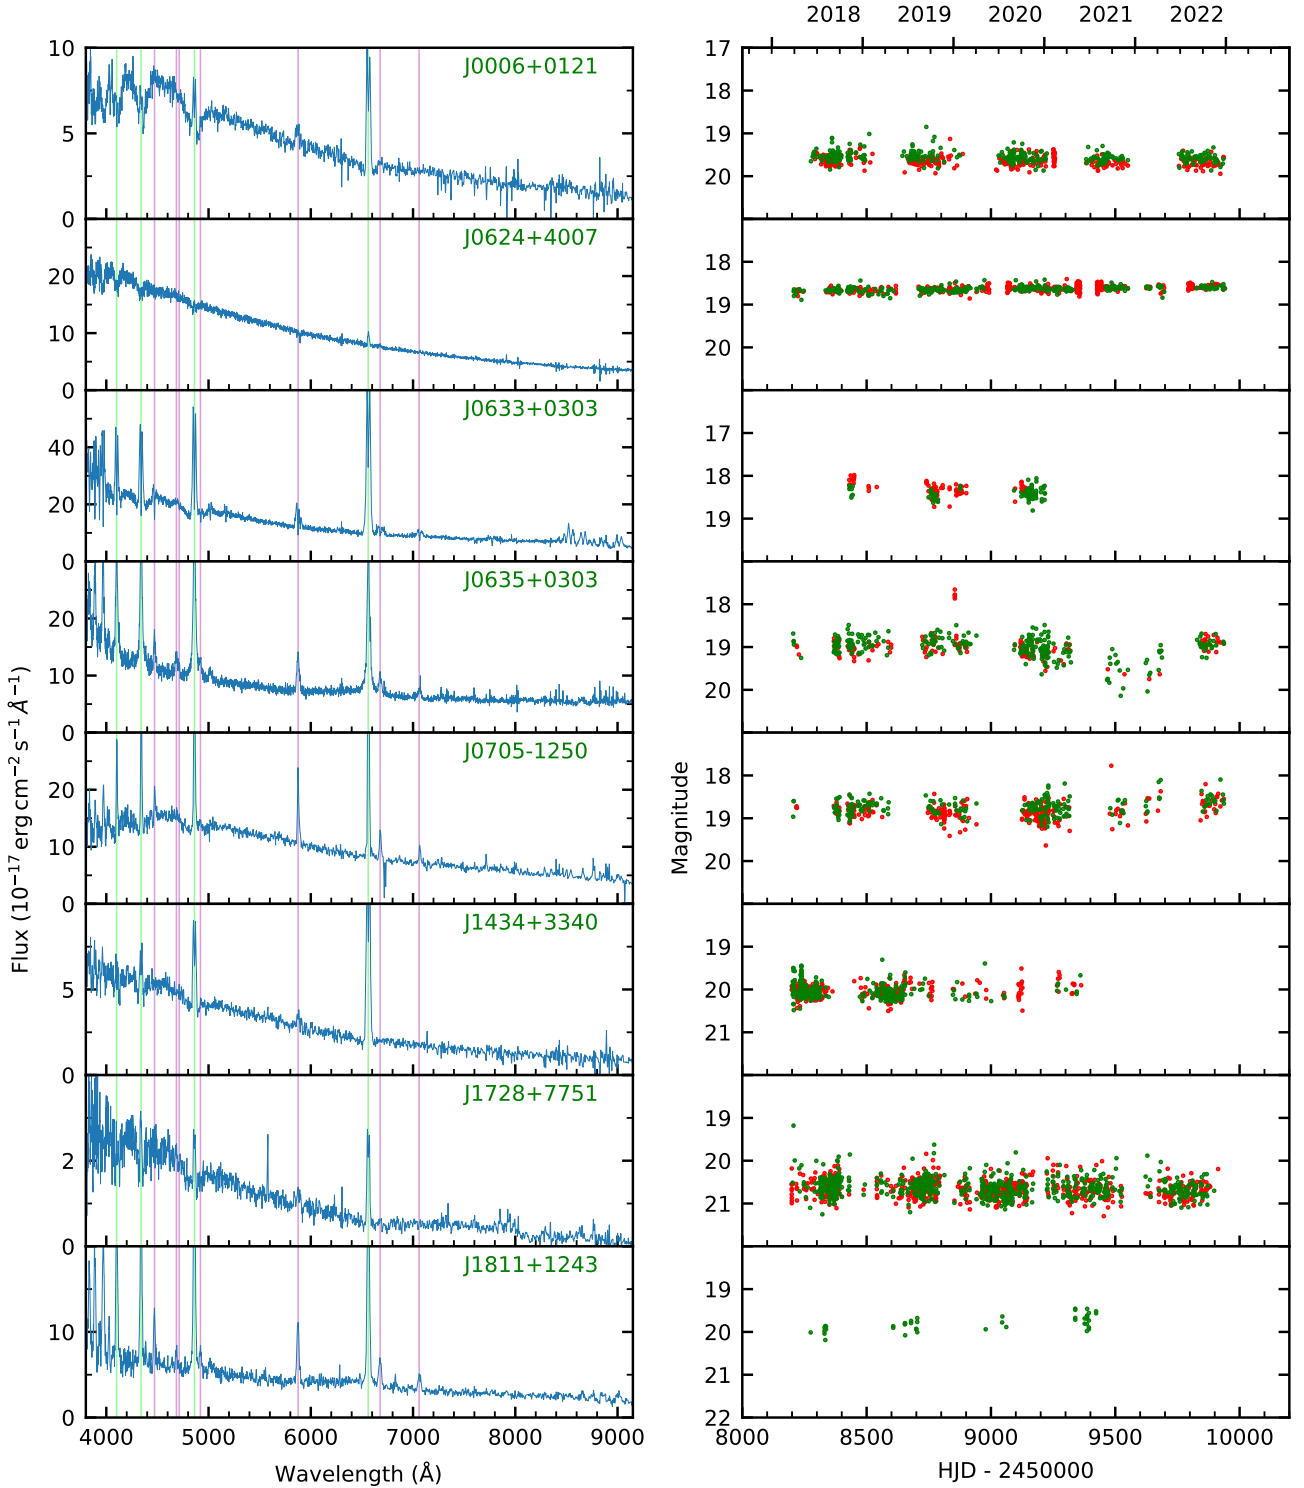 2018 2019 2020 2021 2022
10 J0006+0121 17
18
5 19
20
0
J0624+4007
20 18
10 19
20
0
J0633+0303
40 17
20 18
19
0
J0635+0303
20 18
10 19
20
0
J0705-1250
20 18
10 19
20
0
J1434+3340
19
5 20
21
0
J1728+7751
19
2 20
21
0
J1811+1243
19
10 20
21
0 22
4000 5000 6000 7000 8000 9000
8000 8500 9000 9500 10000
Wavelength (Å)
HJD - 2450000
Flux (10⁻¹⁷ erg cm⁻² s⁻¹ Å⁻¹)
Magnitude